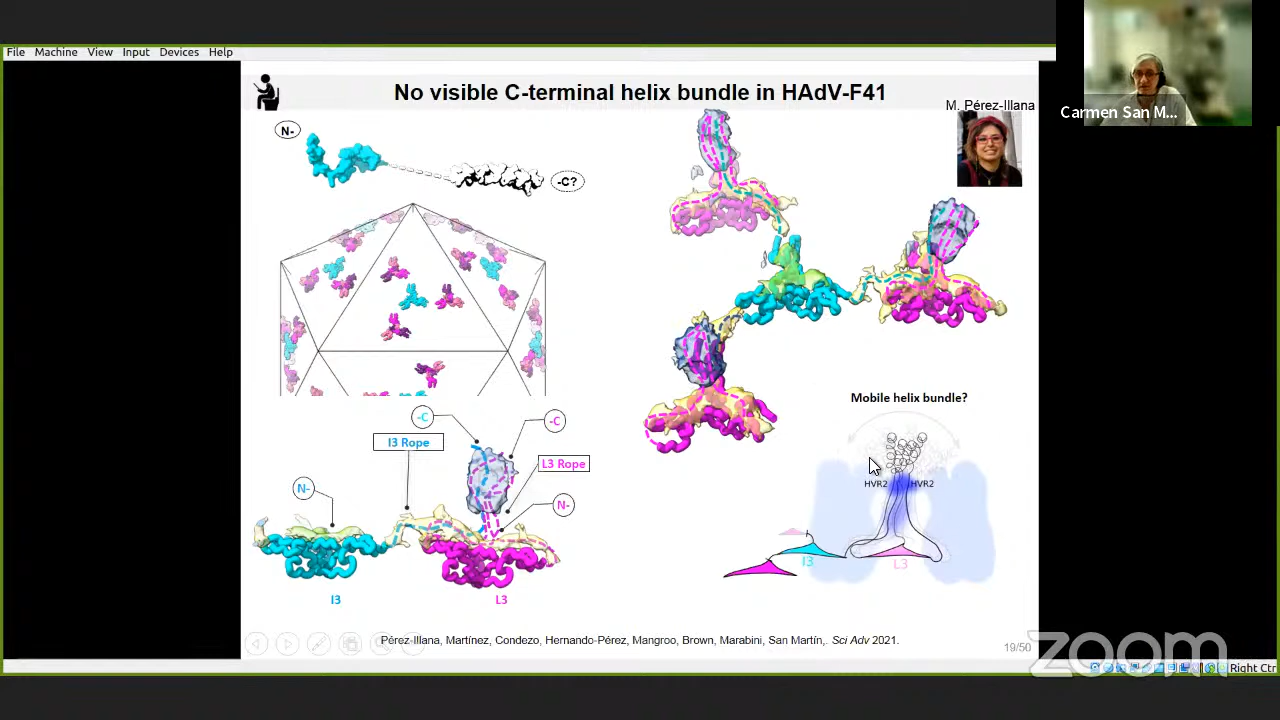 File Machine View Input Devices Help
No visible C-terminal helix bundle in HAdV-F41
M. Pérez-Illana
Carmen San M...
N-
-C?
Mobile helix bundle?
-C
-C
I3 Rope
L3 Rope
N-
N-
HVR2 HVR2
I3
L3
I3
L3
Pérez-Illana, Martínez, Condezo, Hernando-Pérez, Mangroo, Brown, Marabini, San Martín,. Sci Adv 2021.
19/50
zoom
Right Ctr